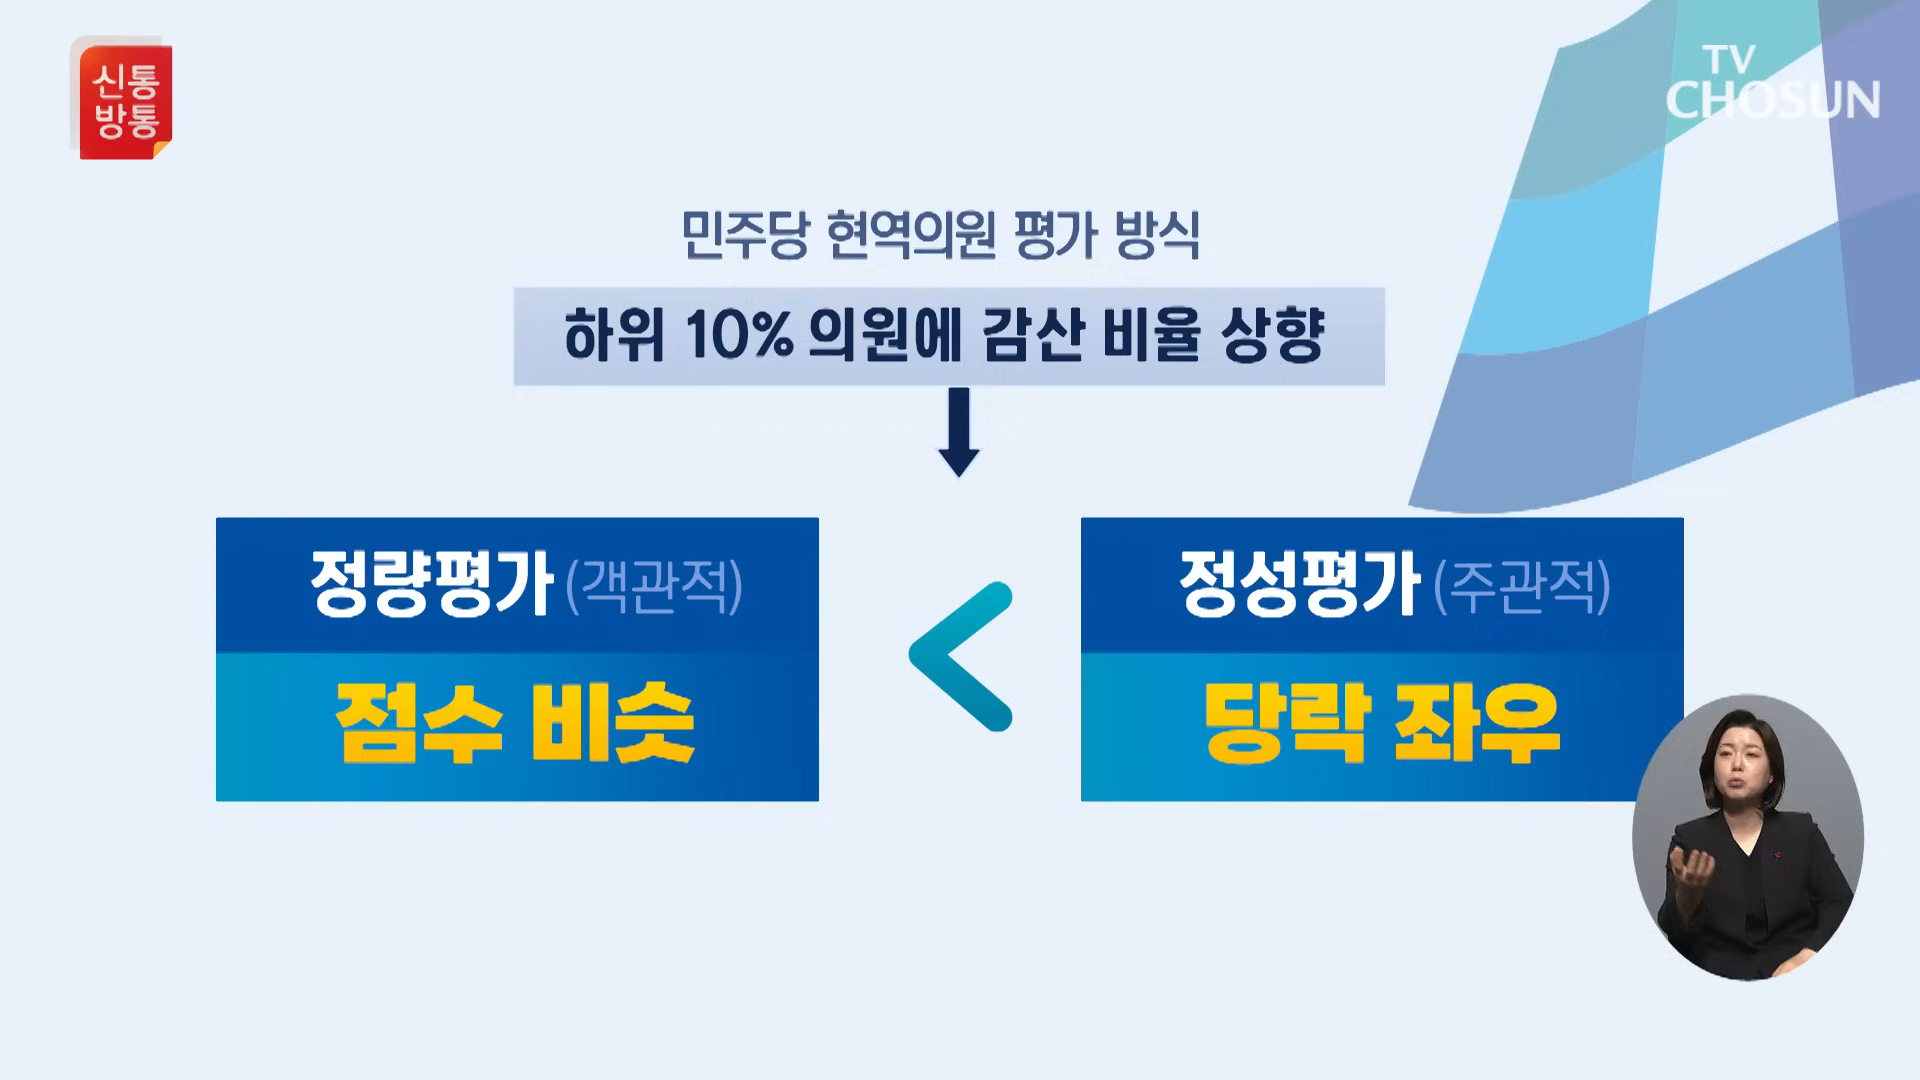 신통
방통
TV
CHOSUN
민주당 현역의원 평가 방식
하위 10% 의원에 감산 비율 상향
정량평가 (객관적)
점수 비슷
<
정성평가 (주관적)
당락 좌우